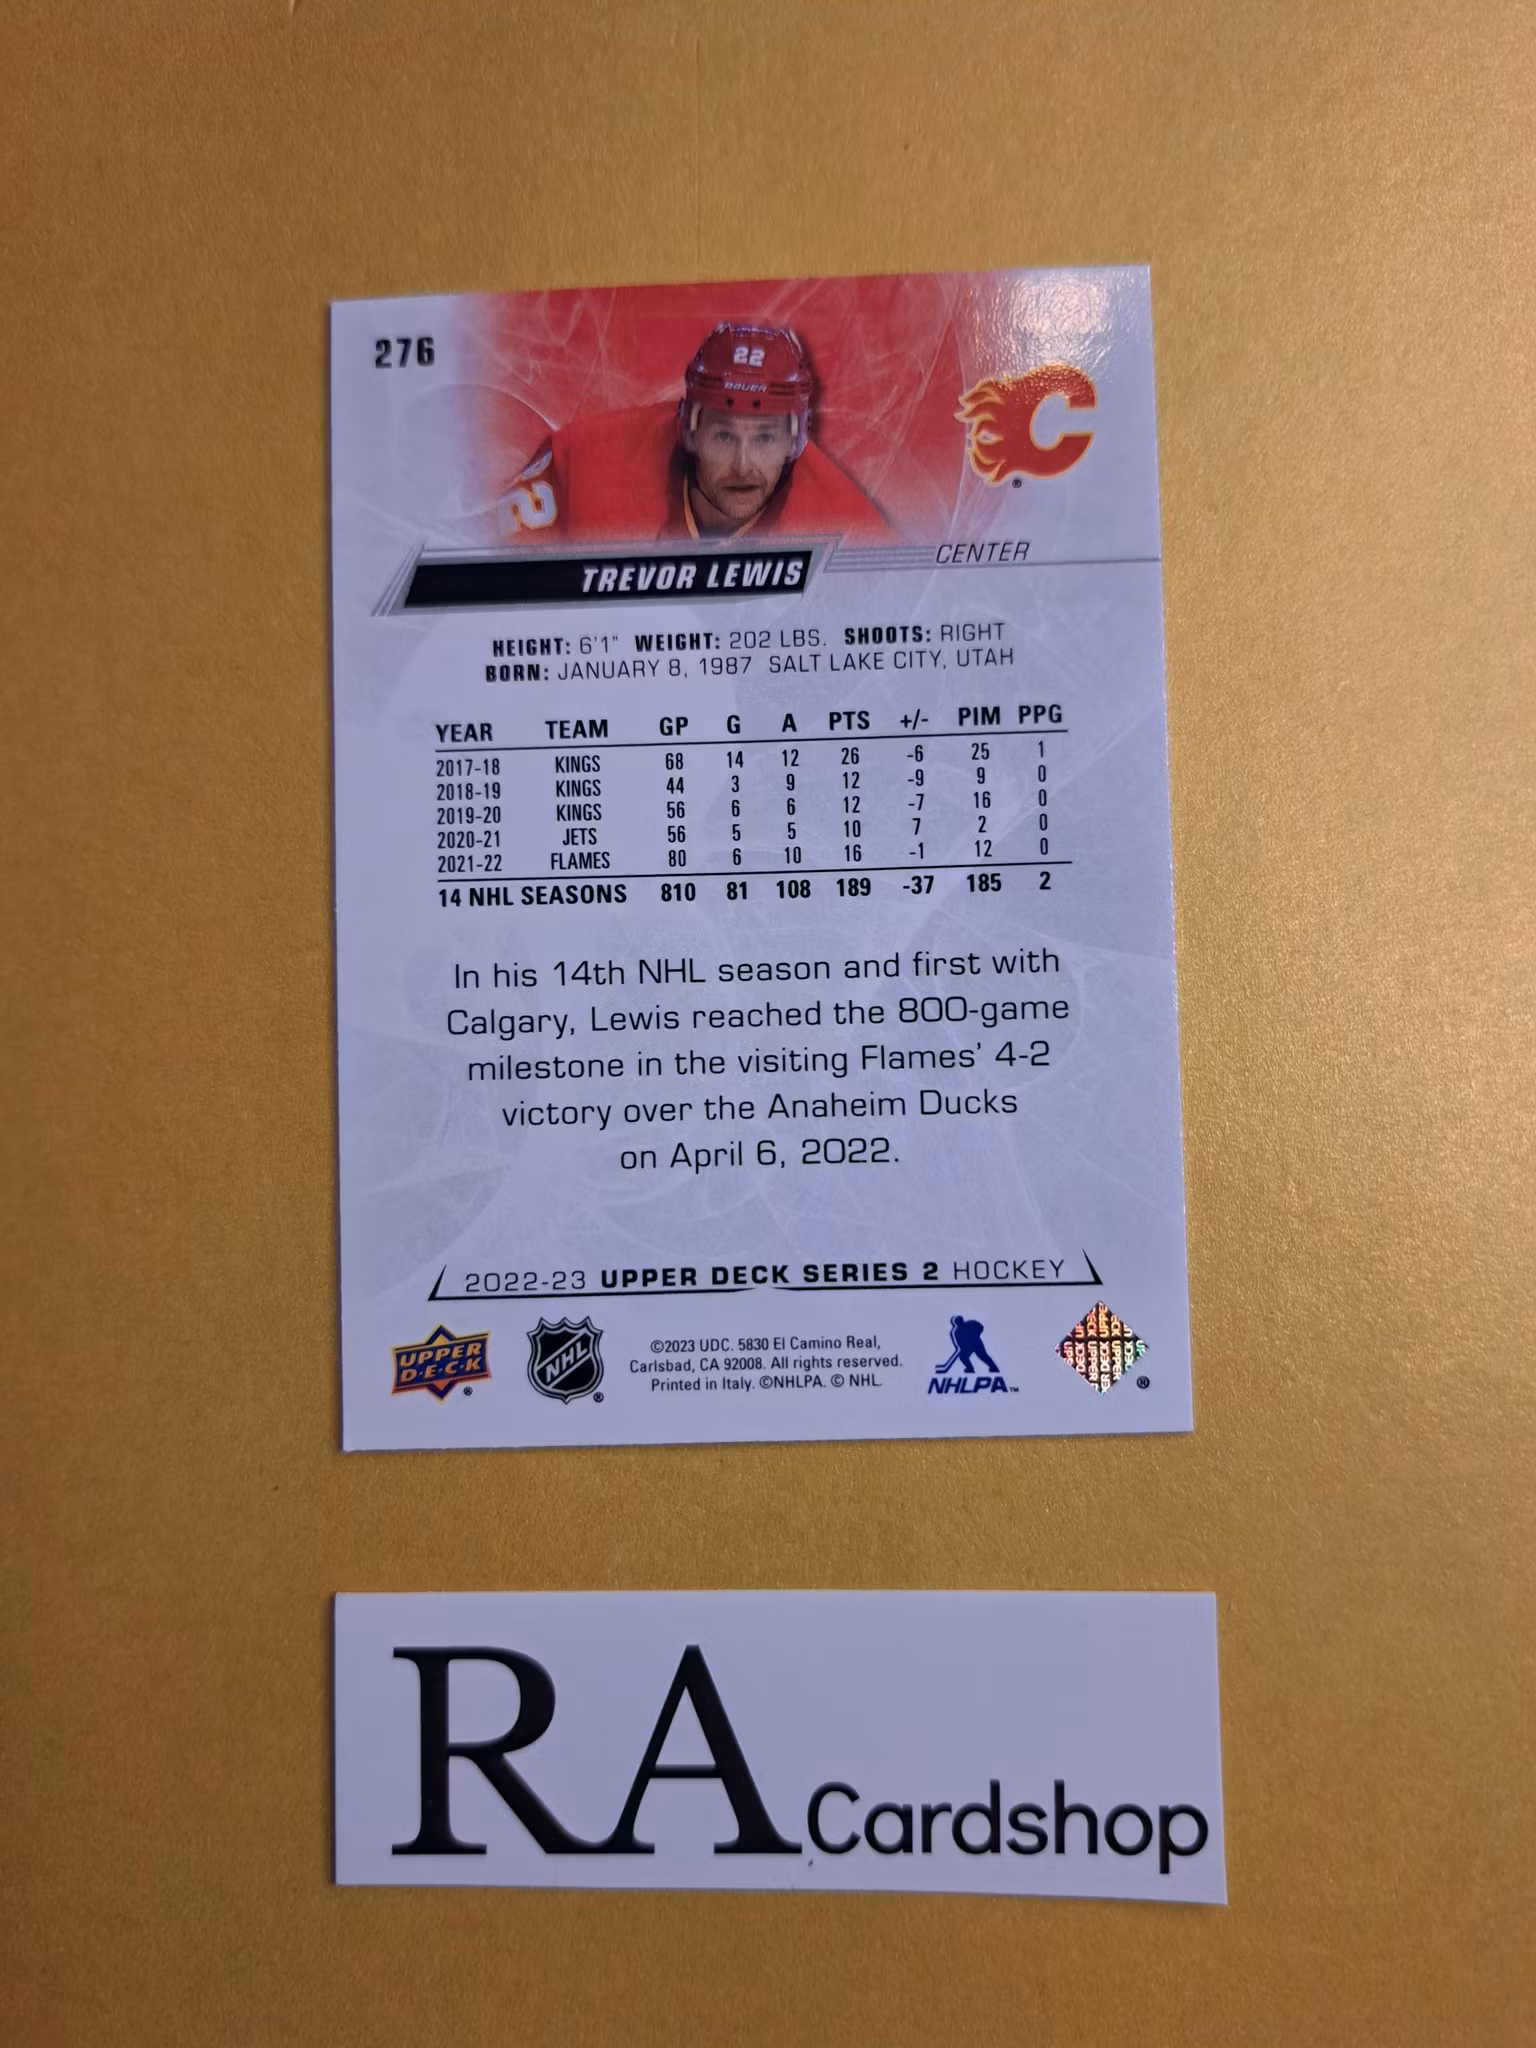 276
22
BAUER
2
C
®
CENTER
TREVOR LEWIS
HEIGHT: 6'1" WEIGHT: 202 LBS. SHOOTS: RIGHT
BORN: JANUARY 8, 1987 SALT LAKE CITY, UTAH
YEAR TEAM GP G A PTS +/- PIM PPG
2017-18 KINGS 68 14 12 26 -6 25 1
2018-19 KINGS 44 3 9 12 -9 9 0
2019-20 KINGS 56 6 6 12 -7 16 0
2020-21 JETS 56 5 5 10 7 2 0
2021-22 FLAMES 80 6 10 16 -1 12 0
14 NHL SEASONS 810 81 108 189 -37 185 2
In his 14th NHL season and first with
Calgary, Lewis reached the 800-game
milestone in the visiting Flames' 4-2
victory over the Anaheim Ducks
on April 6, 2022.
2022-23 UPPER DECK SERIES 2 HOCKEY
UPPER
D·E·C·K
®
NHL
®
©2023 UDC. 5830 El Camino Real,
Carlsbad, CA 92008. All rights reserved.
Printed in Italy. ©NHLPA. © NHL.
NHLPA™
®
RA Cardshop